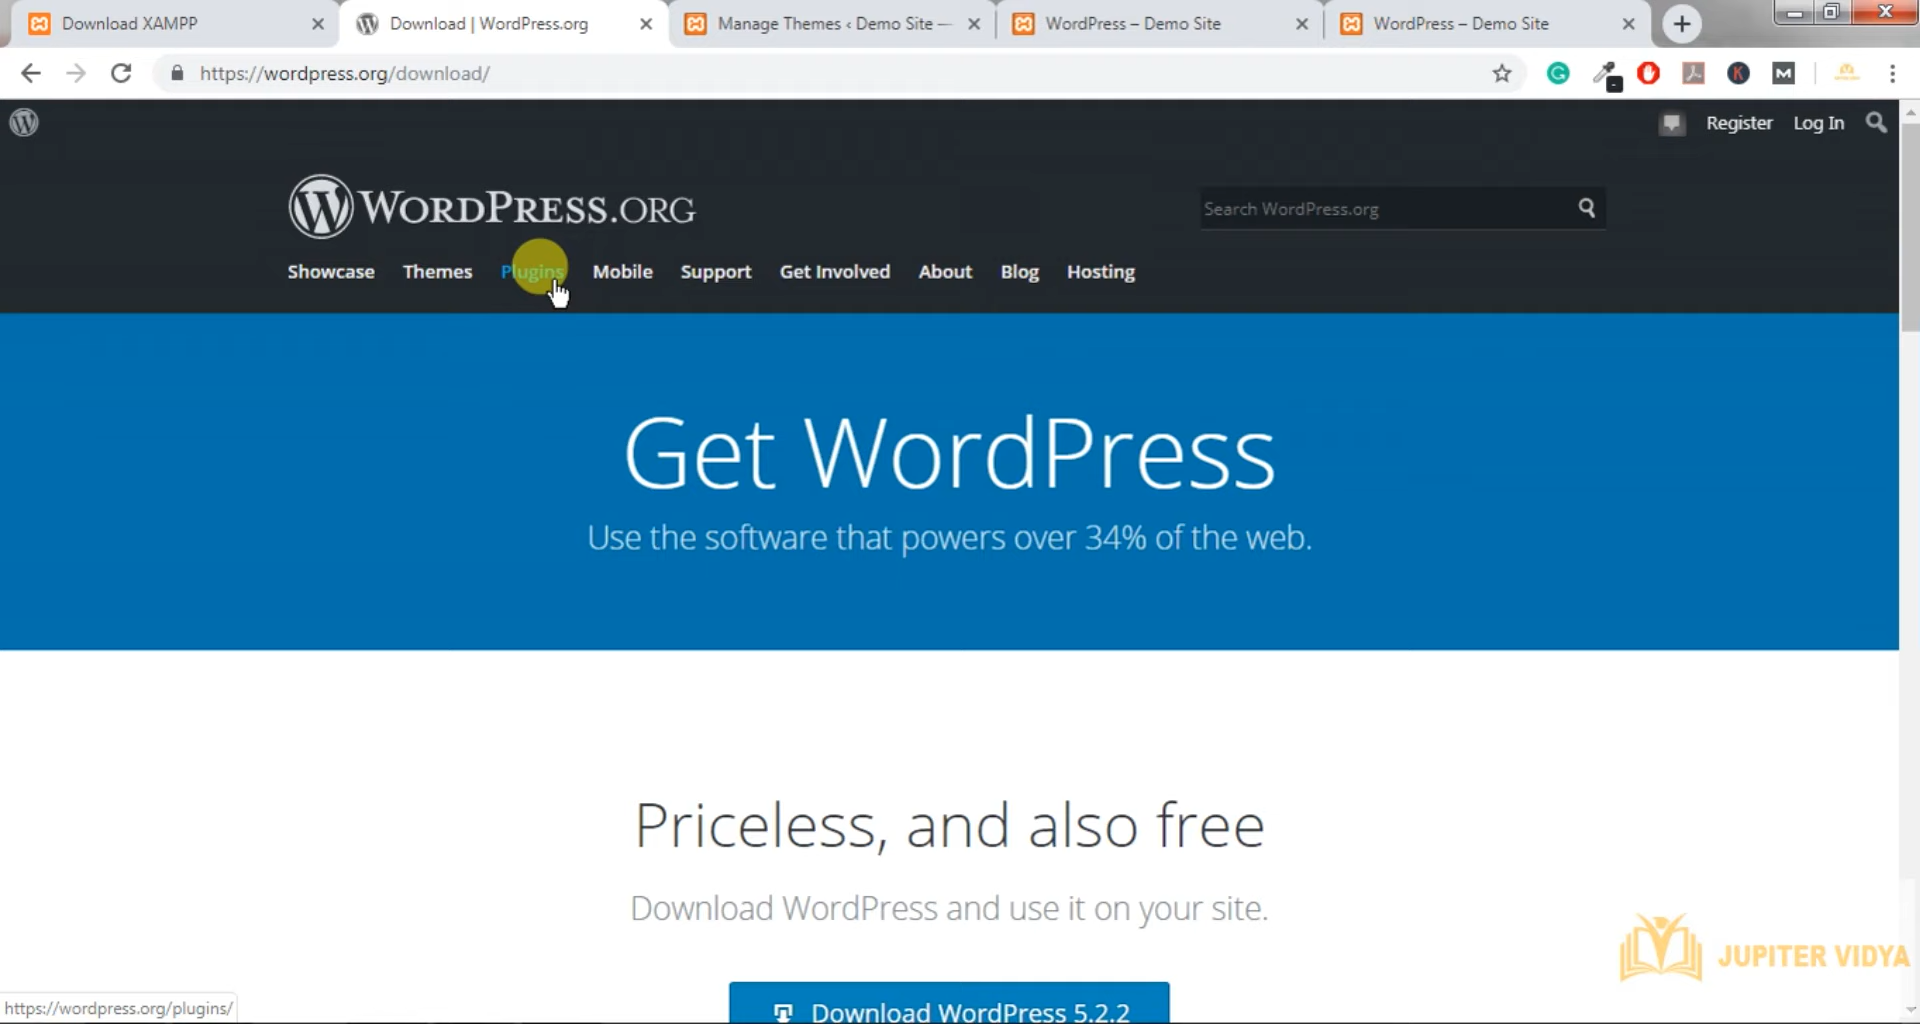 Download XAMPP
Download | WordPress.org
Manage Themes ‹ Demo Site —
WordPress – Demo Site
WordPress – Demo Site
https://wordpress.org/download/
Register
Log In
WORDPRESS.ORG
Search WordPress.org
Showcase
Themes
Plugins
Mobile
Support
Get Involved
About
Blog
Hosting
Get WordPress
Use the software that powers over 34% of the web.
Priceless, and also free
Download WordPress and use it on your site.
Download WordPress 5.2.2
JUPITER VIDYA
https://wordpress.org/plugins/